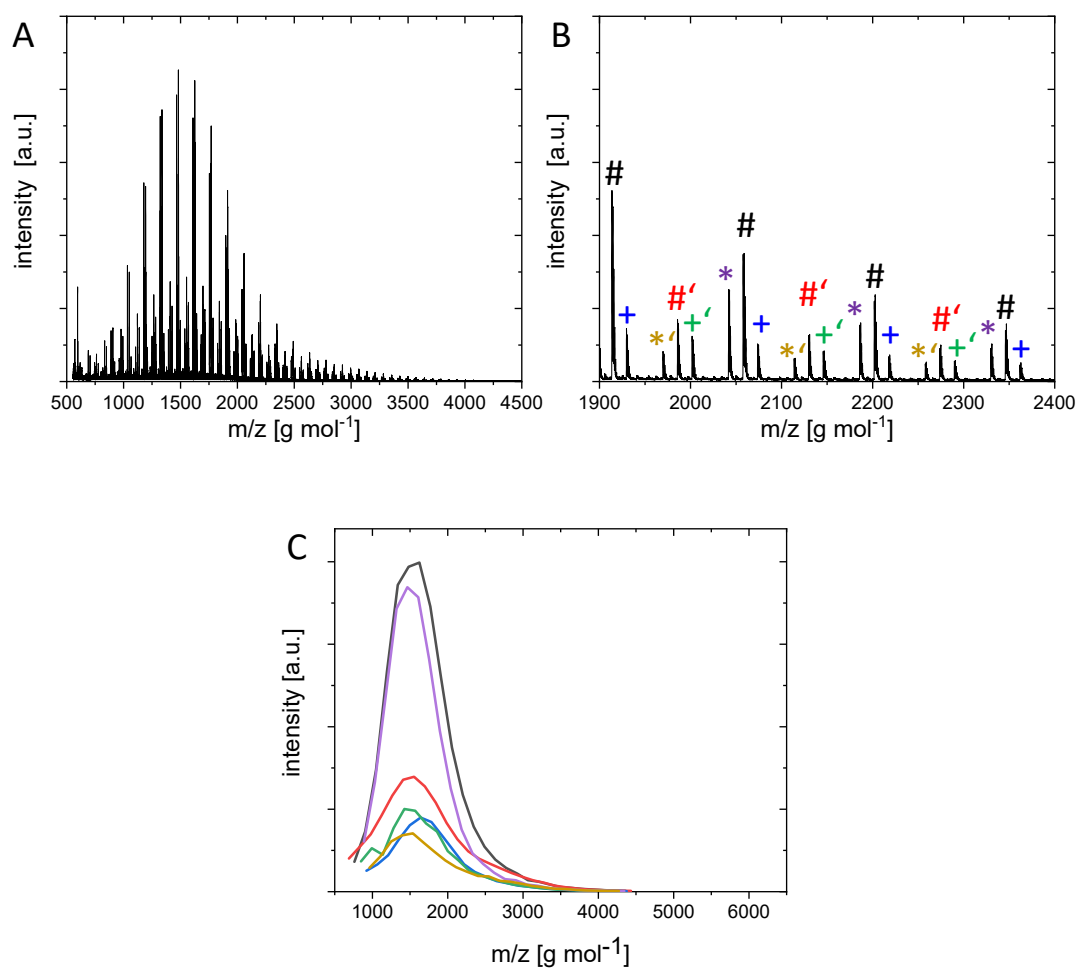 A
intensity [a.u.]
500 1000 1500 2000 2500 3000 3500 4000 4500
m/z [g mol-1]
B
intensity [a.u.]
#
+
*‘
#‘
+‘
*
#
+
*‘
#‘
+‘
*
#
+
*‘
#‘
+‘
*
#
+
1900 2000 2100 2200 2300 2400
m/z [g mol-1]
C
intensity [a.u.]
1000 2000 3000 4000 5000 6000
m/z [g mol-1]